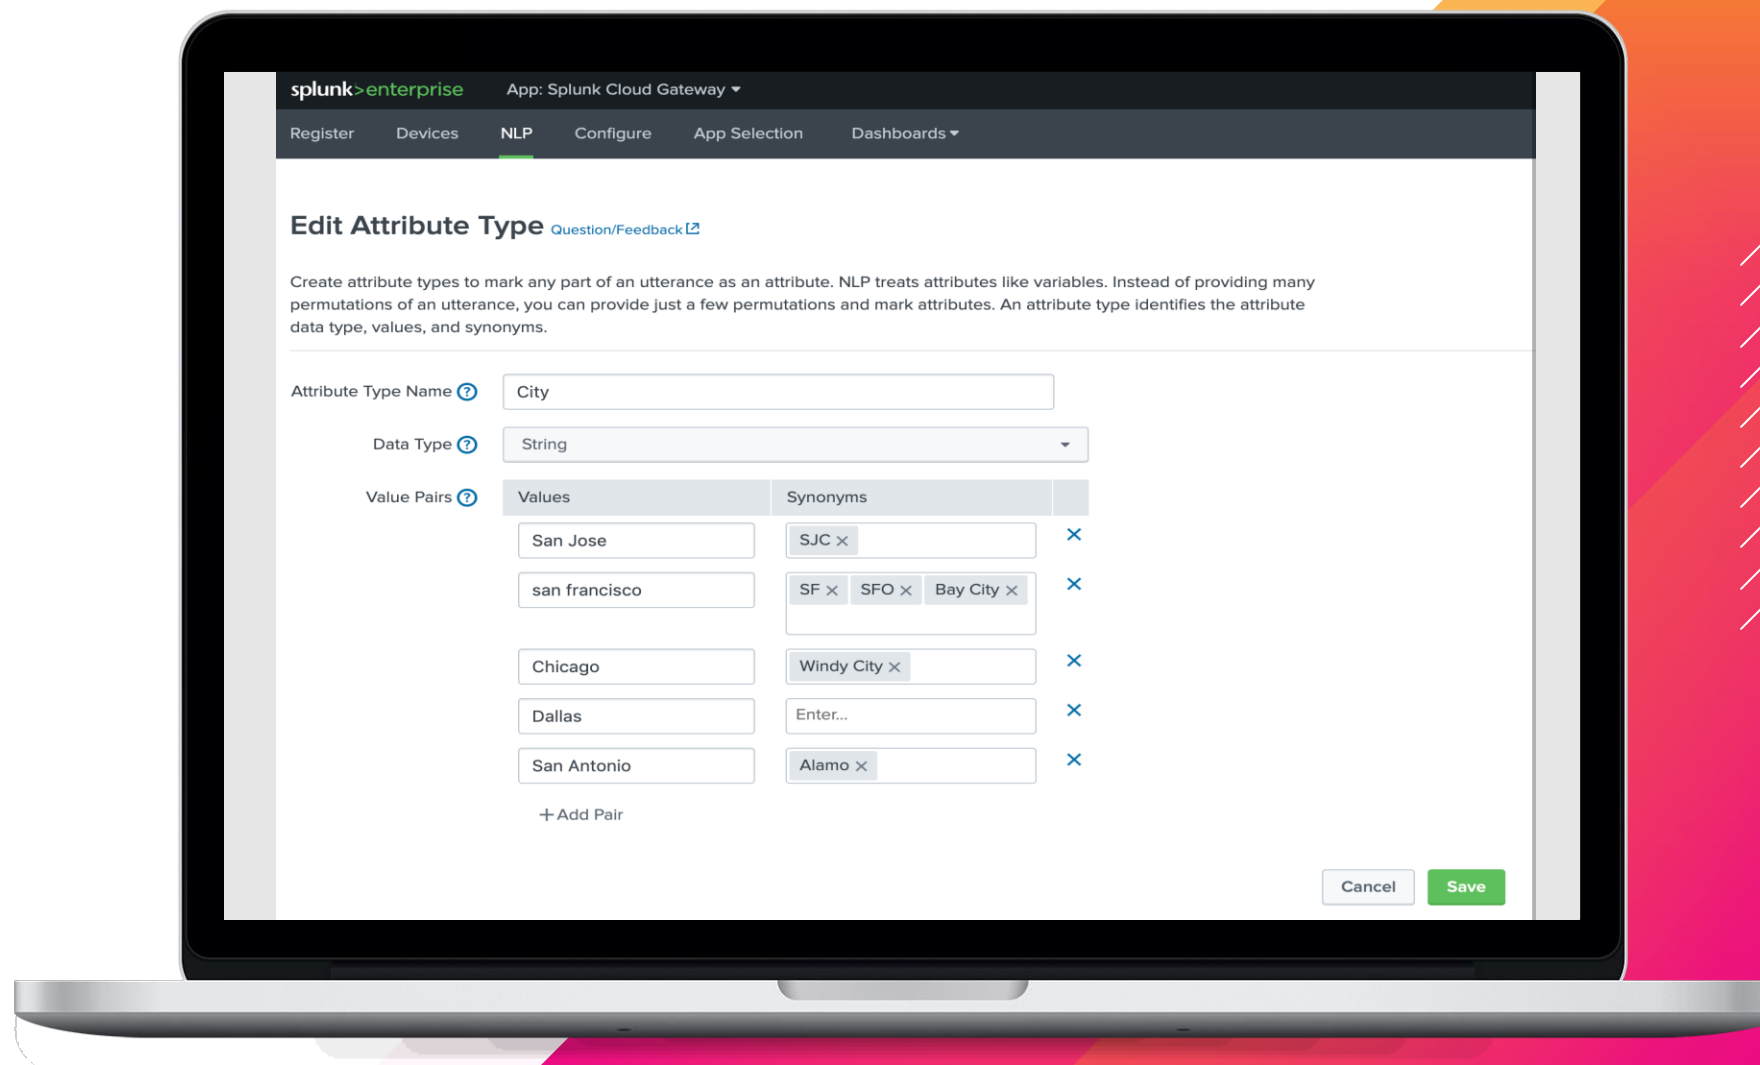 splunk>enterprise App: Splunk Cloud Gateway
Register Devices NLP Configure App Selection Dashboards
Edit Attribute Type Question/Feedback
Create attribute types to mark any part of an utterance as an attribute. NLP treats attributes like variables. Instead of providing many
permutations of an utterance, you can provide just a few permutations and mark attributes. An attribute type identifies the attribute
data type, values, and synonyms.
Attribute Type Name ? City
Data Type ? String
Value Pairs ? Values Synonyms
San Jose SJC
san francisco SF SFO Bay City
Chicago Windy City
Dallas Enter...
San Antonio Alamo
+ Add Pair
Cancel Save